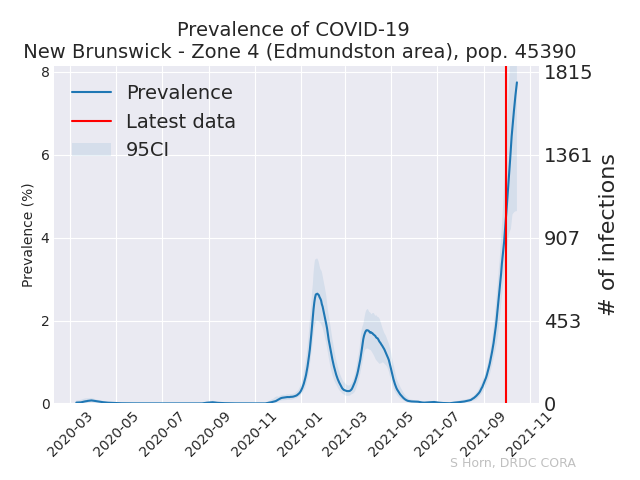 Prevalence of COVID-19
New Brunswick - Zone 4 (Edmundston area), pop. 45390
Prevalence
Latest data
95CI
Prevalence (%)
8
6
4
2
0
1815
1361
907
453
0
# of infections
2020-03
2020-05
2020-07
2020-09
2020-11
2021-01
2021-03
2021-05
2021-07
2021-09
2021-11
S Horn, DRDC CORA